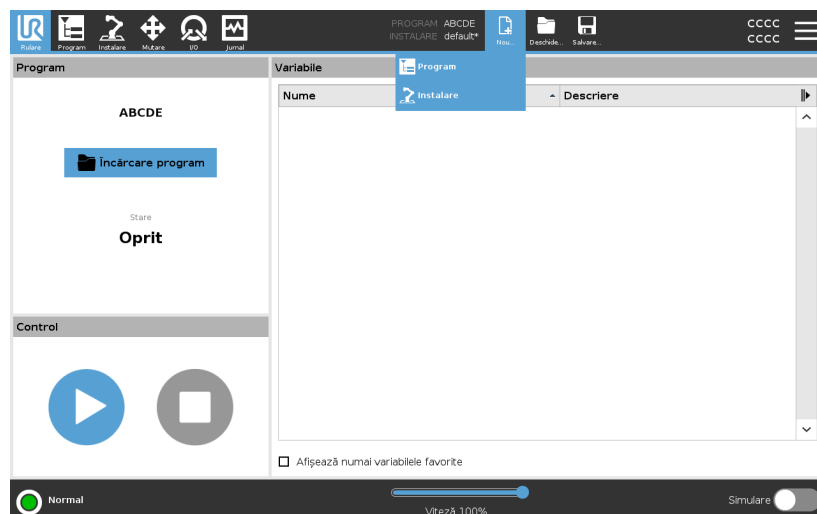 UR
Rulare
Program
Instalare
Mutare
I/O
Jurnal
PROGRAM ABCDE
INSTALARE default*
Nou...
Deschide...
Salvare...
CCCC
CCCC
Program
Variabile
Program
Instalare
Nume
Descriere
ABCDE
Încărcare program
Stare
Oprit
Control
Afișează numai variabilele favorite
Normal
Viteză 100%
Simulare